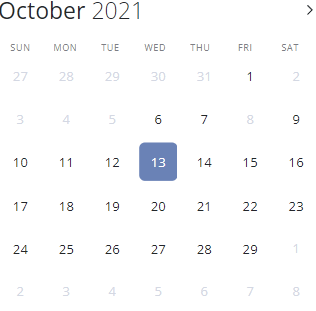 October 2021
SUN MON TUE WED THU FRI SAT
27 28 29 30 31 1 2
3 4 5 6 7 8 9
10 11 12 13 14 15 16
17 18 19 20 21 22 23
24 25 26 27 28 29 1
2 3 4 5 6 7 8